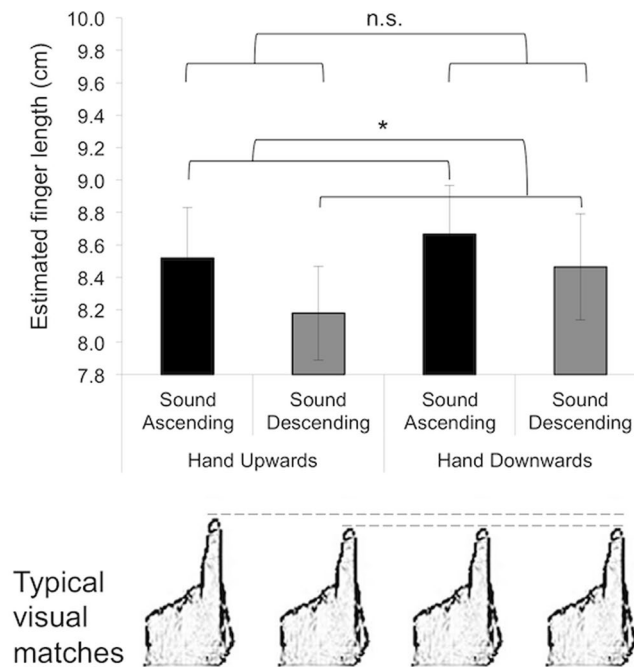 n.s.
*
Estimated finger length (cm)
10.0
9.8
9.6
9.4
9.2
9.0
8.8
8.6
8.4
8.2
8.0
7.8
Sound Ascending
Sound Descending
Sound Ascending
Sound Descending
Hand Upwards
Hand Downwards
Typical
visual
matches